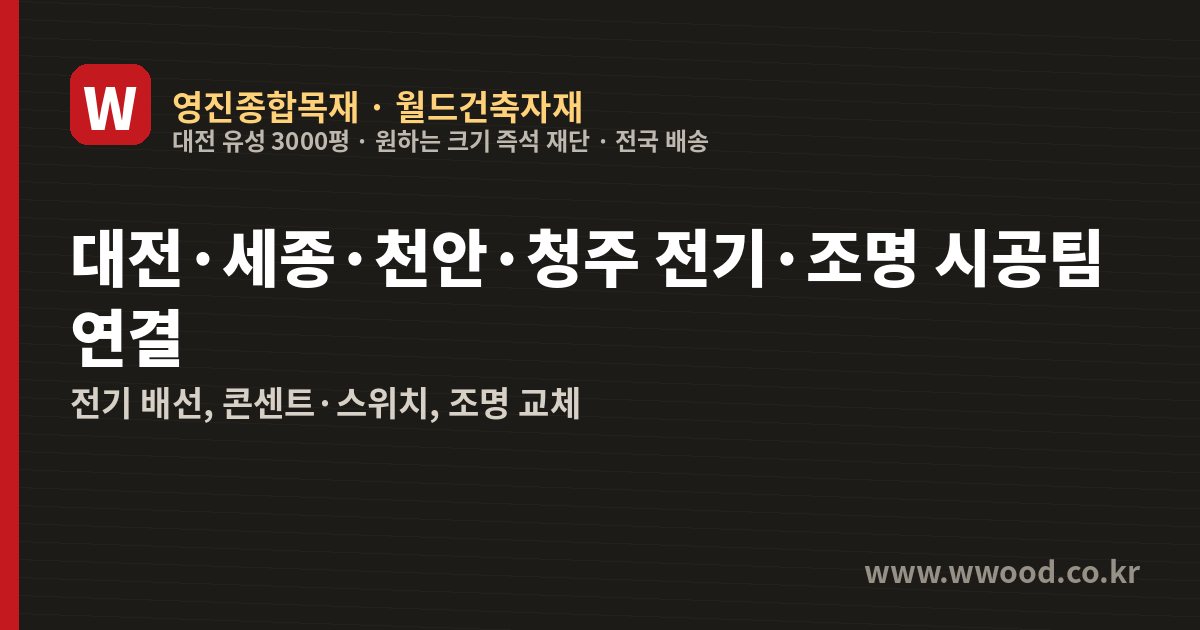 W
영진종합목재 · 월드건축자재
대전 유성 3000평 · 원하는 크기 즉석 재단 · 전국 배송
대전·세종·천안·청주 전기·조명 시공팀
연결
전기 배선, 콘센트·스위치, 조명 교체
www.wwood.co.kr